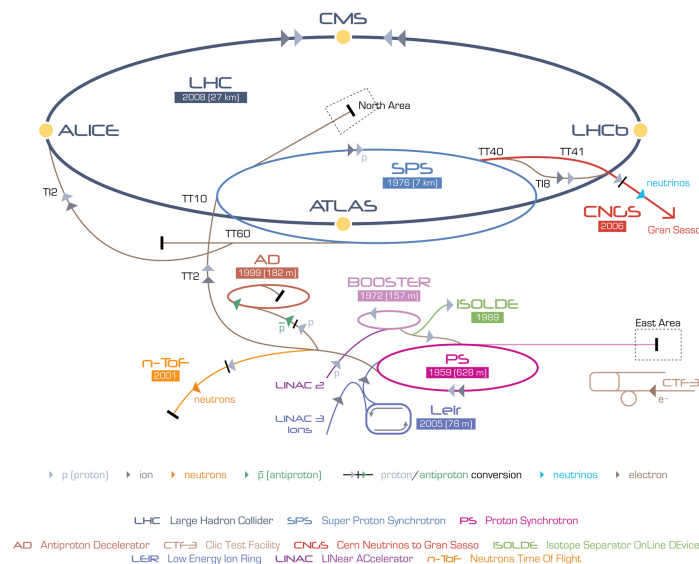 CMS
LHC
2008 (27 km)
North Area
ALICE
LHCb
TT40
TT41
SPS
1976 (7 km)
p
TI2
TI8
TT10
ATLAS
neutrinos
CNGS
2006
Gran Sasso
TT60
AD
1999 (182 m)
TT2
BOOSTER
1972 (157 m)
ISOLDE
1989
East Area
p̅
p
n-ToF
2001
PS
1959 (628 m)
LINAC 2
p
neutrons
CTF-3
e-
LINAC 3
Ions
Leir
2005 (78 m)
p (proton) ion neutrons p̅ (antiproton) proton/antiproton conversion neutrinos electron
LHC Large Hadron Collider SPS Super Proton Synchrotron PS Proton Synchrotron
AD Antiproton Decelerator CTF-3 Clic Test Facility CNGS Cern Neutrinos to Gran Sasso ISOLDE Isotope Separator OnLine DEvice
LEIR Low Energy Ion Ring LINAC LINear ACcelerator n-ToF Neutrons Time Of Flight